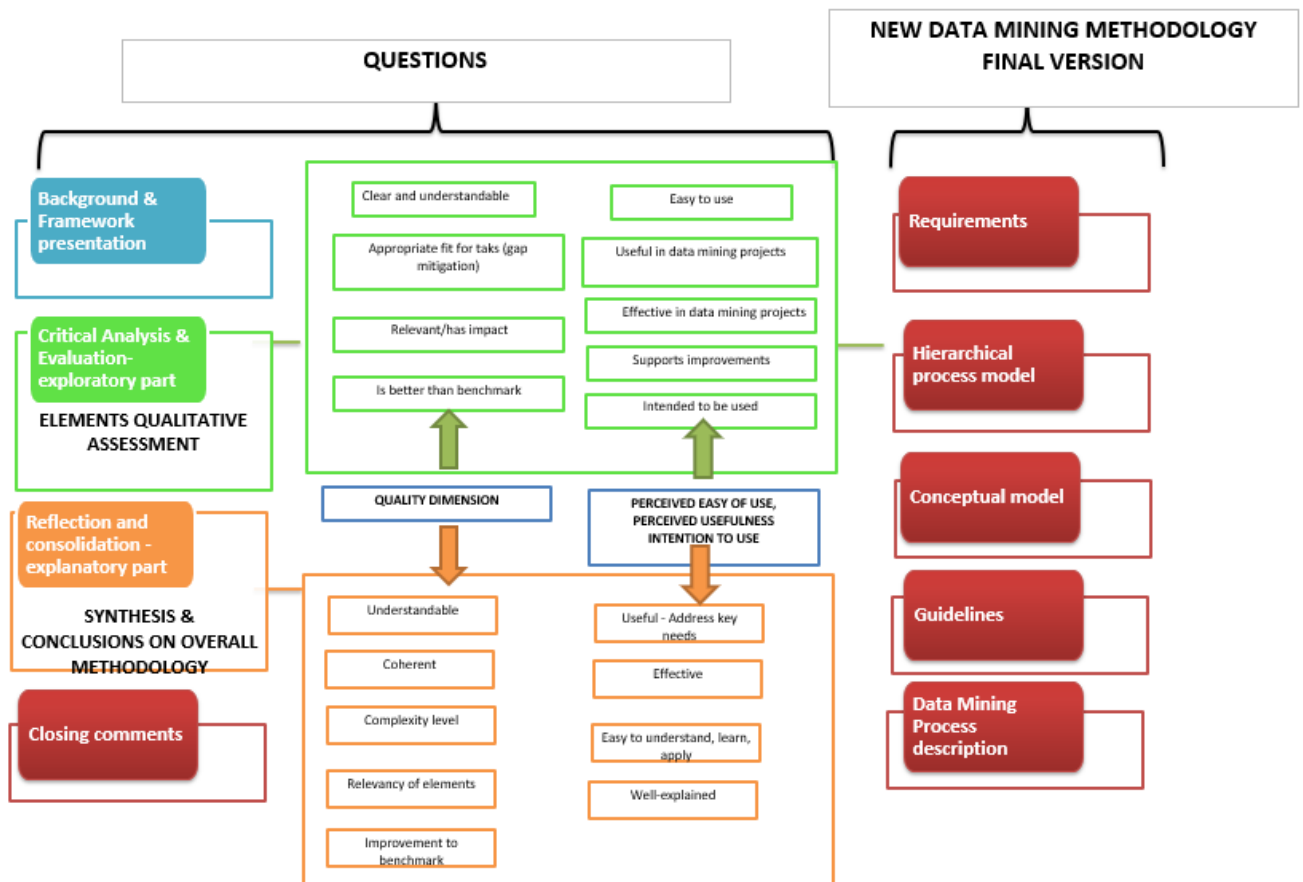 QUESTIONS
NEW DATA MINING METHODOLOGY
FINAL VERSION
Background &
Framework
presentation
Critical Analysis &
Evaluation-
exploratory part
ELEMENTS QUALITATIVE
ASSESSMENT
Reflection and
consolidation -
explanatory part
SYNTHESIS &
CONCLUSIONS ON OVERALL
METHODOLOGY
Closing comments
Clear and understandable
Appropriate fit for taks (gap
mitigation)
Relevant/has impact
Is better than benchmark
Easy to use
Useful in data mining projects
Effective in data mining projects
Supports improvements
Intended to be used
QUALITY DIMENSION
PERCEIVED EASY OF USE,
PERCEIVED USEFULNESS
INTENTION TO USE
Understandable
Coherent
Complexity level
Relevancy of elements
Improvement to
benchmark
Useful - Address key
needs
Effective
Easy to understand, learn,
apply
Well-explained
Requirements
Hierarchical
process model
Conceptual model
Guidelines
Data Mining
Process
description